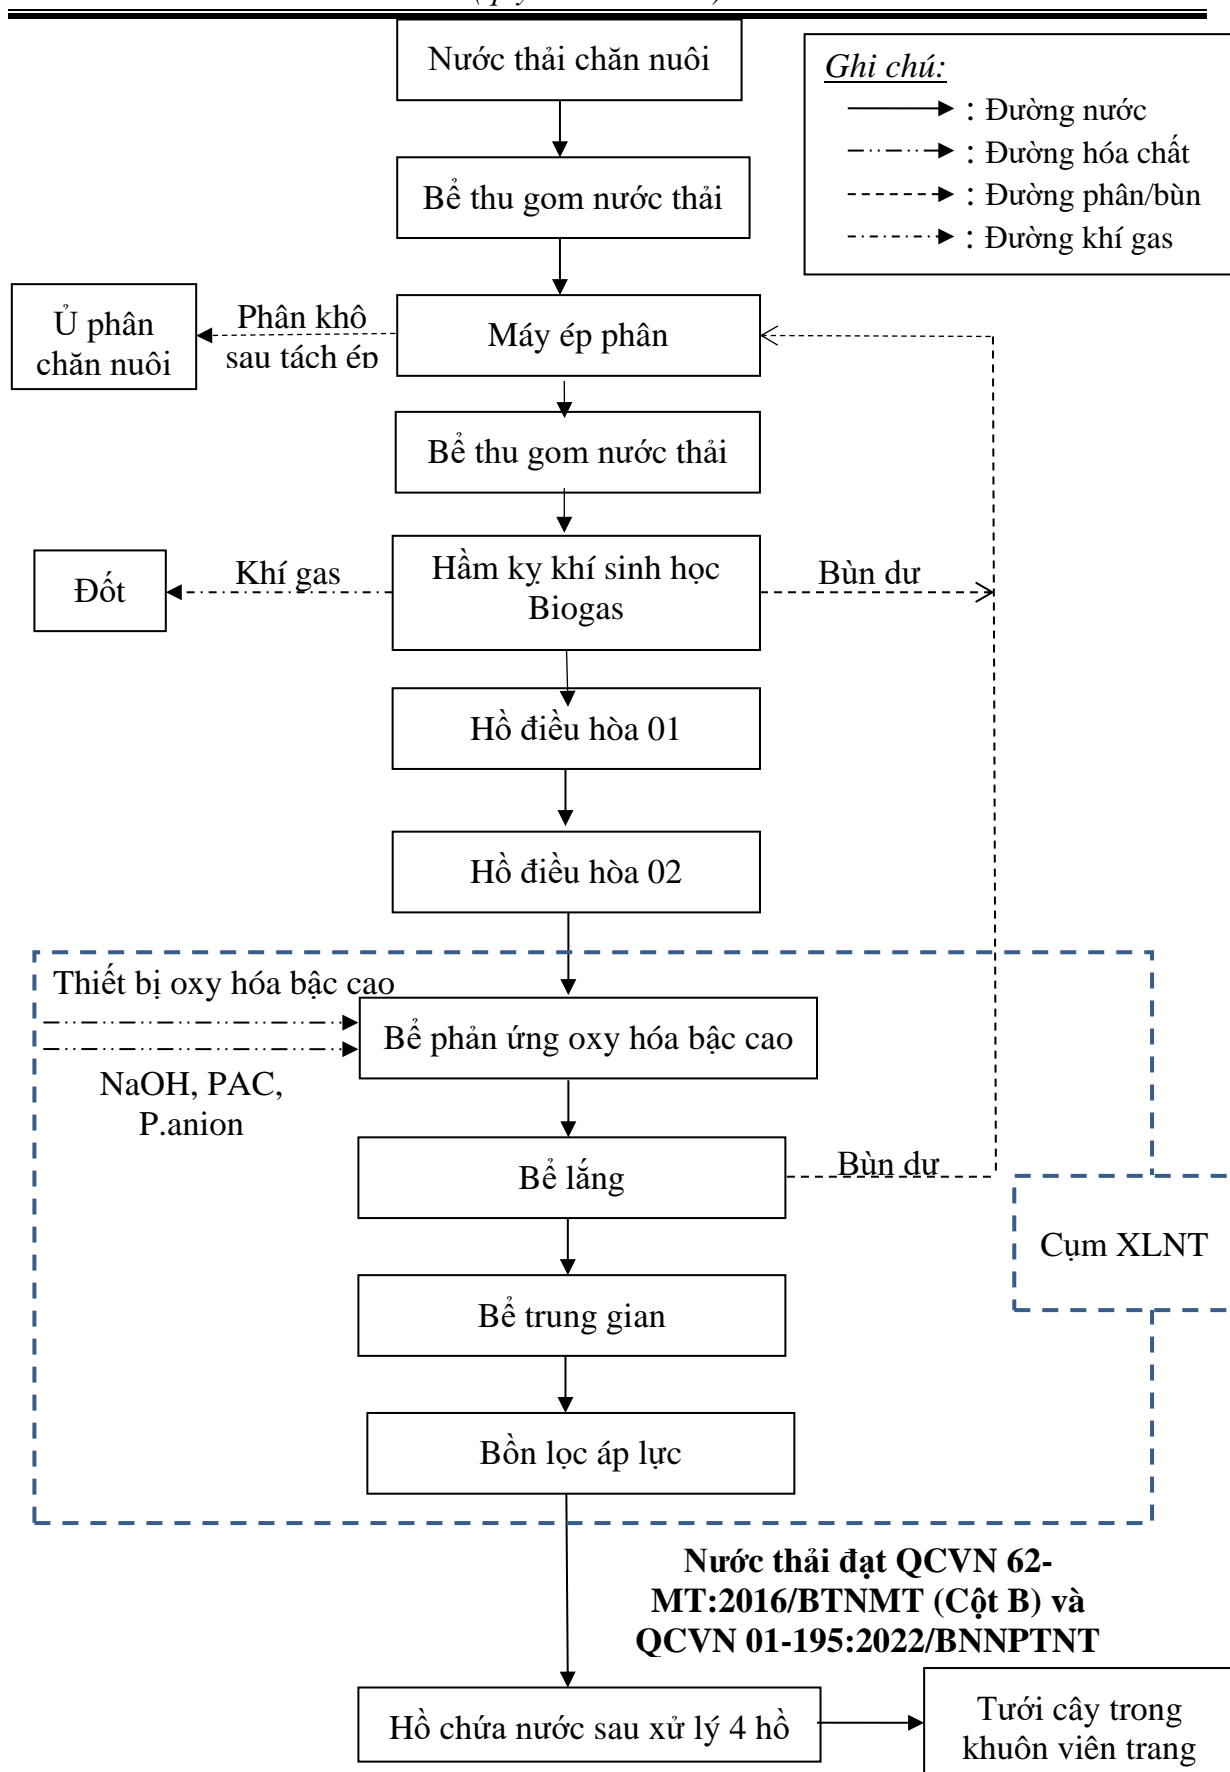 Nước thải chăn nuôi
Ghi chú:
: Đường nước
: Đường hóa chất
: Đường phân/bùn
: Đường khí gas
Bể thu gom nước thải
Ủ phân
chăn nuôi
Phân khô
sau tách ép
Máy ép phân
Bể thu gom nước thải
Đốt
Khí gas
Hầm kỵ khí sinh học
Biogas
Bùn dư
Hồ điều hòa 01
Hồ điều hòa 02
Thiết bị oxy hóa bậc cao
Bể phản ứng oxy hóa bậc cao
NaOH, PAC,
P.anion
Bể lắng
Bùn dư
Cụm XLNT
Bể trung gian
Bồn lọc áp lực
Nước thải đạt QCVN 62-
MT:2016/BTNMT (Cột B) và
QCVN 01-195:2022/BNNPTNT
Hồ chứa nước sau xử lý 4 hồ
Tưới cây trong
khuôn viên trang